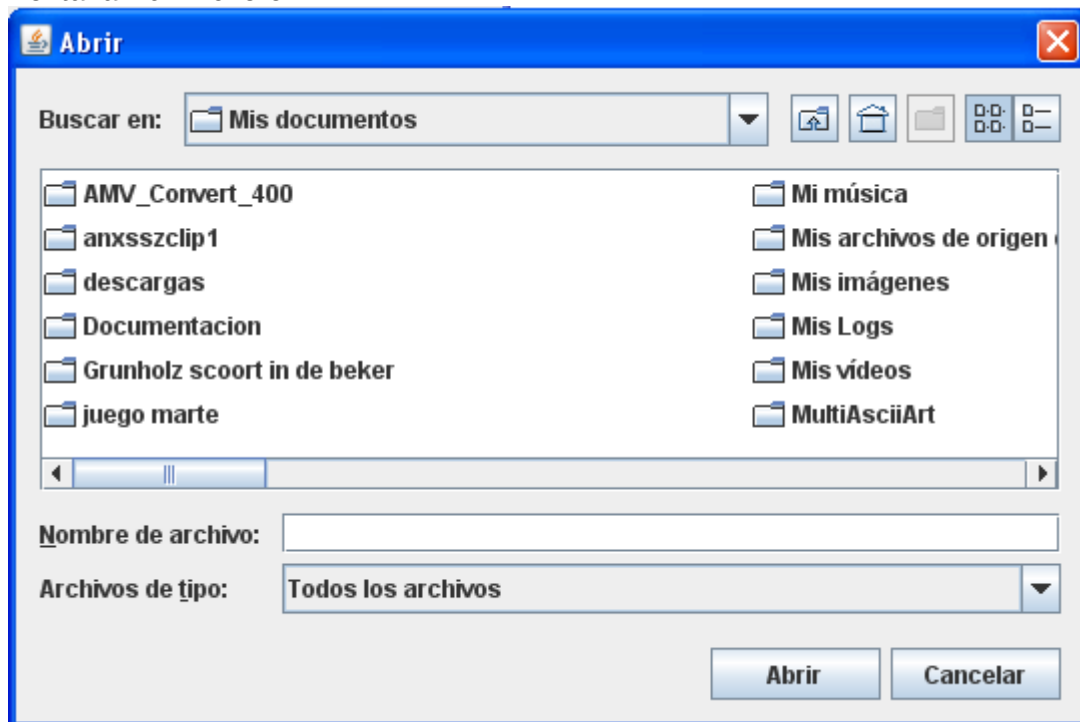 Abrir
Buscar en: Mis documentos
AMV_Convert_400
anxsszclip1
descargas
Documentacion
Grunholz scoort in de beker
juego marte
Mi música
Mis archivos de origen
Mis imágenes
Mis Logs
Mis vídeos
MultiAsciiArt
Nombre de archivo:
Archivos de tipo: Todos los archivos
Abrir Cancelar